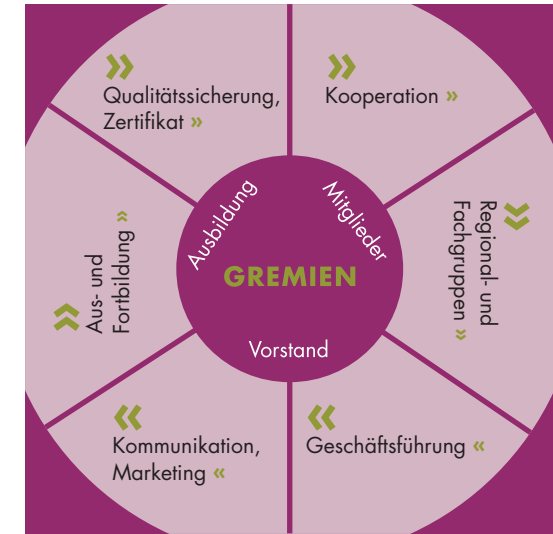 »
Qualitätssicherung,
Zertifikat »
»
Kooperation »
»
Regional- und
Fachgruppen »
«
Geschäftsführung «
«
Kommunikation,
Marketing «
»
Aus- und
Fortbildung »
Ausbildung
Mitglieder
GREMIEN
Vorstand